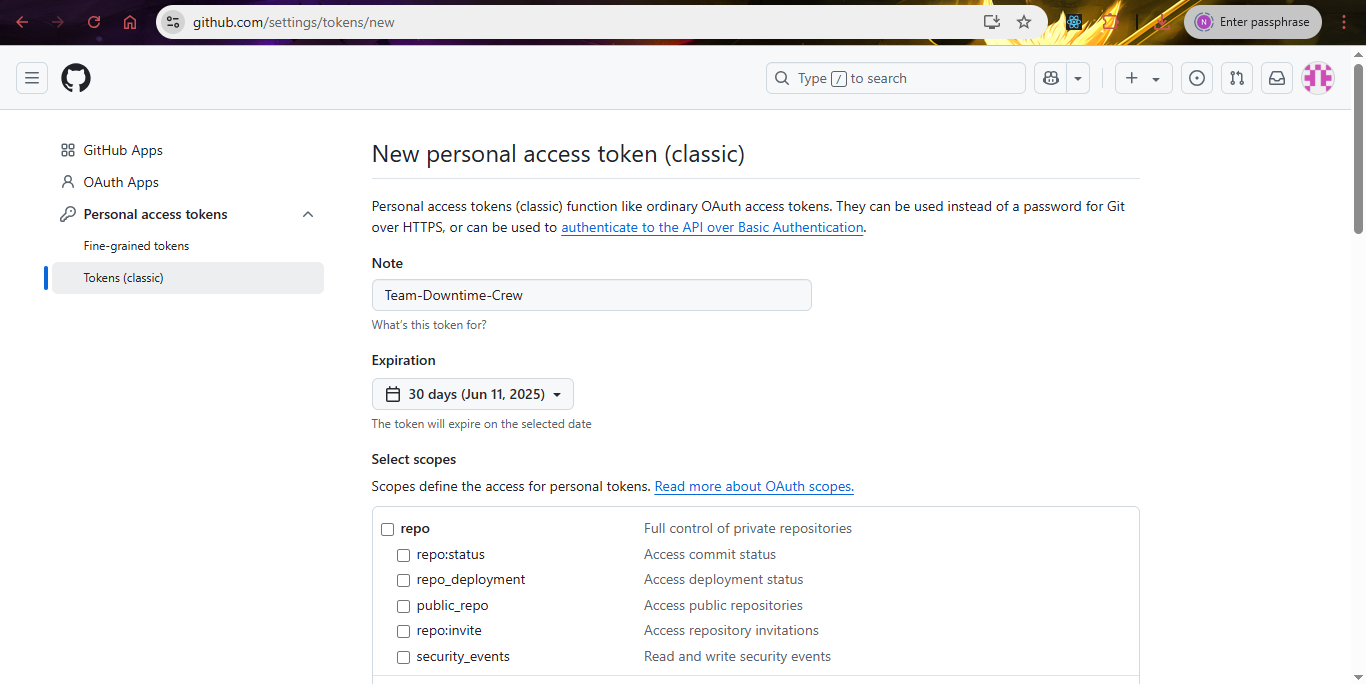 github.com/settings/tokens/new
N
Enter passphrase
Type / to search
GitHub Apps
OAuth Apps
Personal access tokens
Fine-grained tokens
Tokens (classic)
New personal access token (classic)
Personal access tokens (classic) function like ordinary OAuth access tokens. They can be used instead of a password for Git
over HTTPS, or can be used to authenticate to the API over Basic Authentication.
Note
Team-Downtime-Crew
What's this token for?
Expiration
30 days (Jun 11, 2025)
The token will expire on the selected date
Select scopes
Scopes define the access for personal tokens. Read more about OAuth scopes.
repo Full control of private repositories
repo:status Access commit status
repo_deployment Access deployment status
public_repo Access public repositories
repo:invite Access repository invitations
security_events Read and write security events